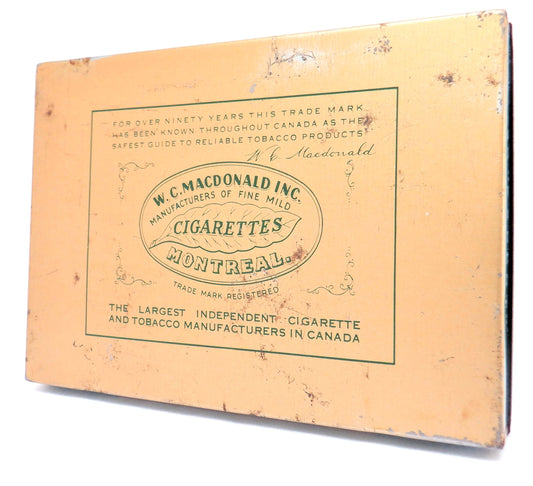 FOR OVER NINETY YEARS THIS TRADE MARK
HAS BEEN KNOWN THROUGHOUT CANADA AS THE
SAFEST GUIDE TO RELIABLE TOBACCO PRODUCTS
W. C. Macdonald
W. C. MACDONALD INC.
MANUFACTURERS OF FINE MILD
CIGARETTES
MONTREAL.
TRADE MARK REGISTERED
THE LARGEST INDEPENDENT CIGARETTE
AND TOBACCO MANUFACTURERS IN CANADA